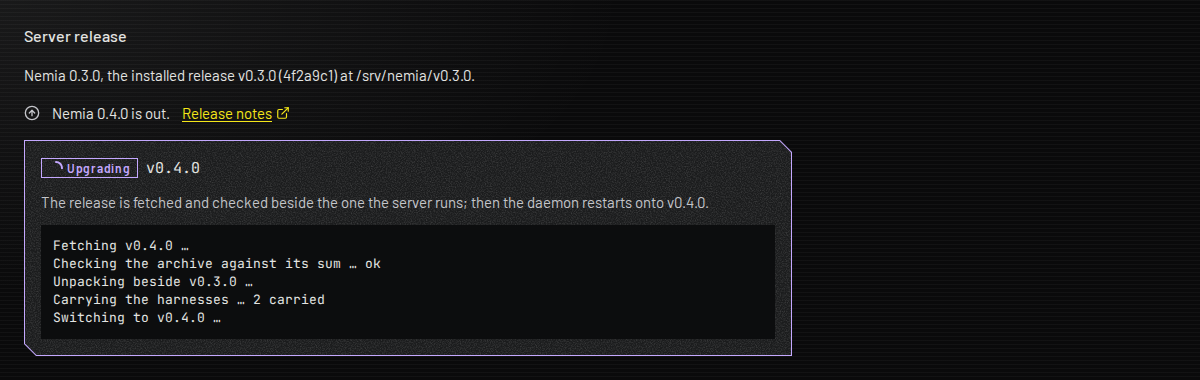 Server release
Nemia 0.3.0, the installed release v0.3.0 (4f2a9c1) at /srv/nemia/v0.3.0.
Nemia 0.4.0 is out. Release notes
Upgrading v0.4.0
The release is fetched and checked beside the one the server runs; then the daemon restarts onto v0.4.0.
Fetching v0.4.0 …
Checking the archive against its sum … ok
Unpacking beside v0.3.0 …
Carrying the harnesses … 2 carried
Switching to v0.4.0 …